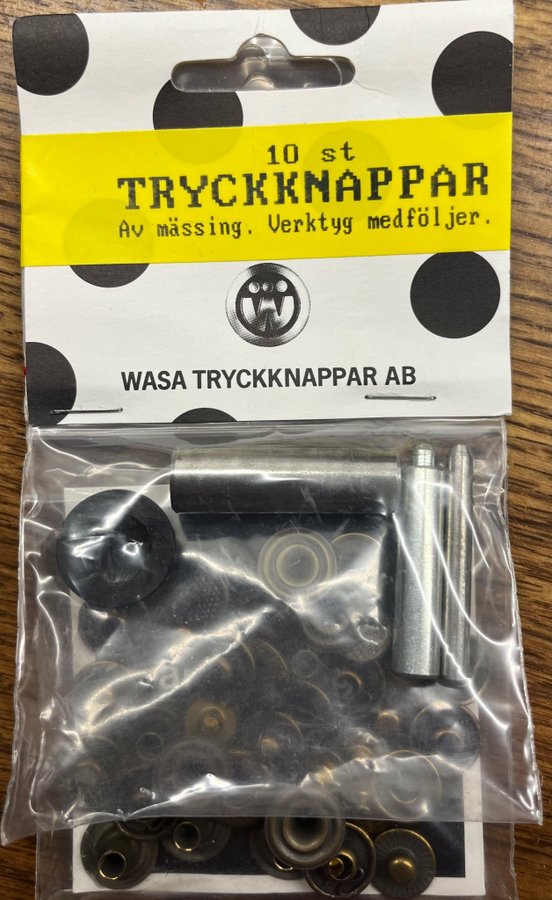 10 st
TRYCKKNAPPAR
Av mässing. Verktyg medföljer.
WASA TRYCKKNAPPAR AB